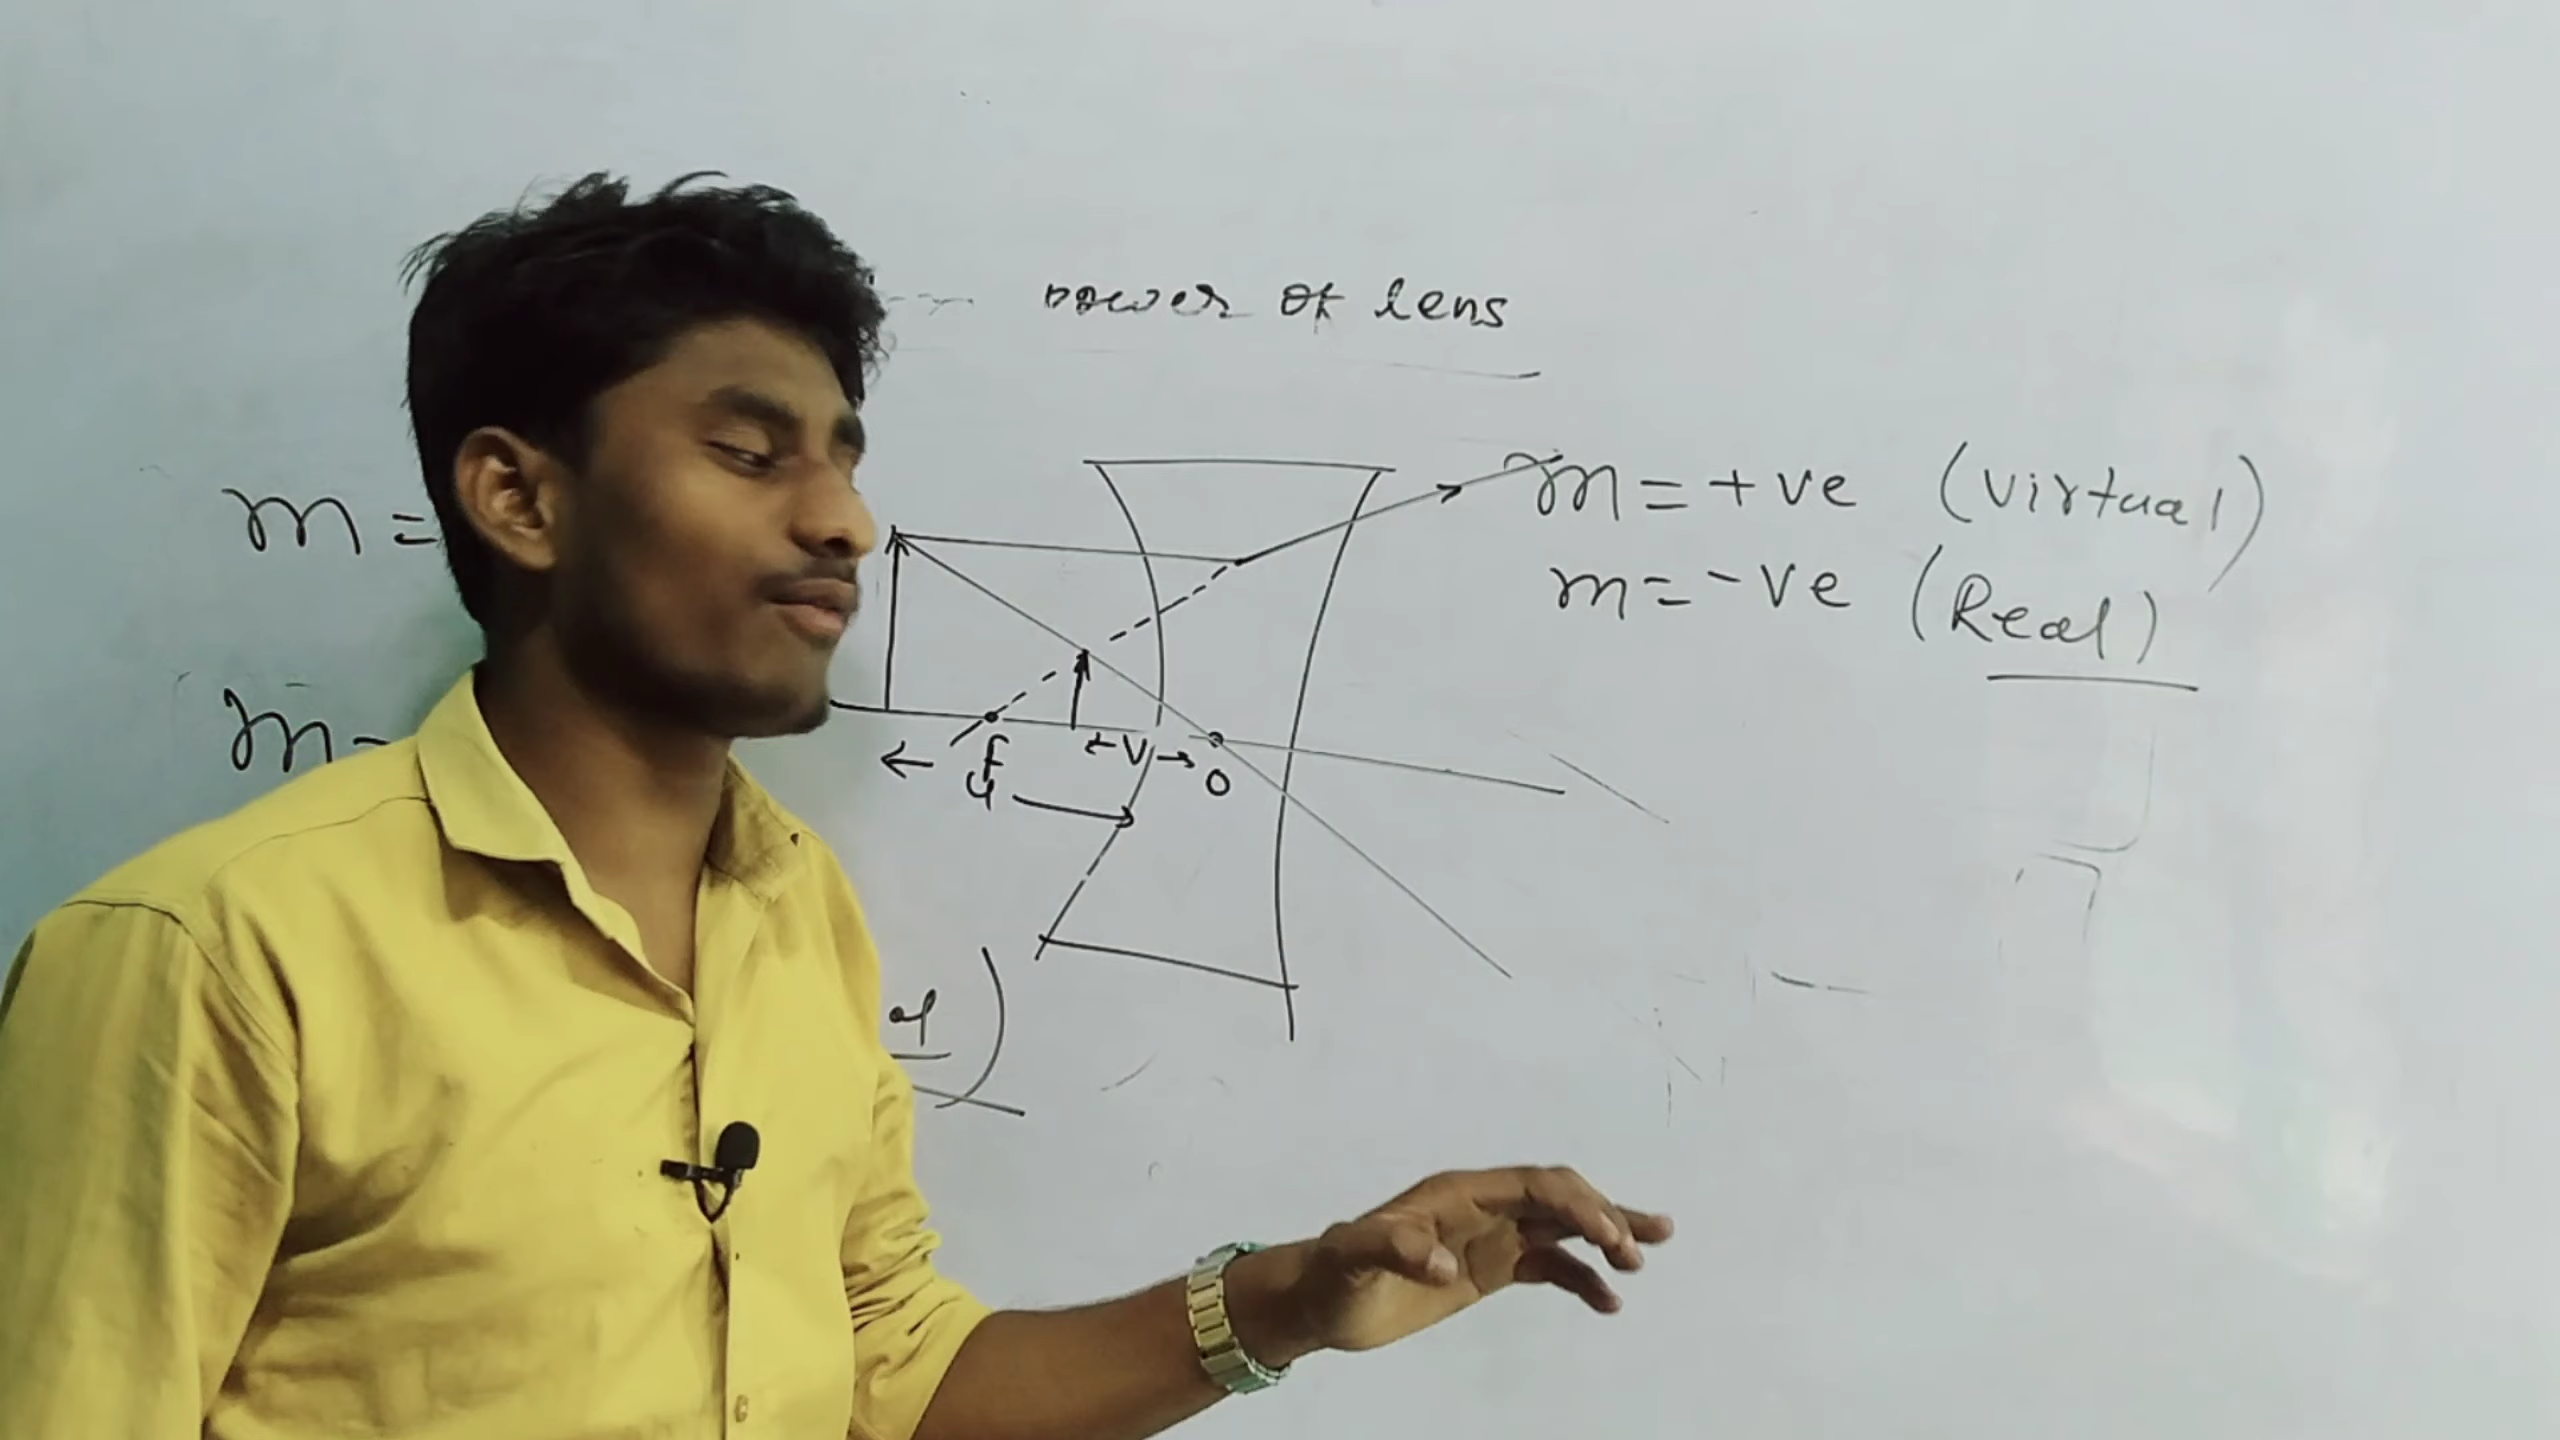 power of lens
m = +ve (virtual)
m =
m = -ve (Real)
m -
f
u
← v →
o